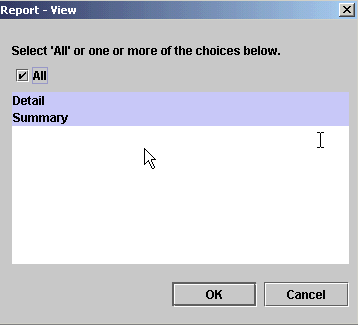 Report - View
Select 'All' or one or more of the choices below.
All
Detail
Summary
OK Cancel